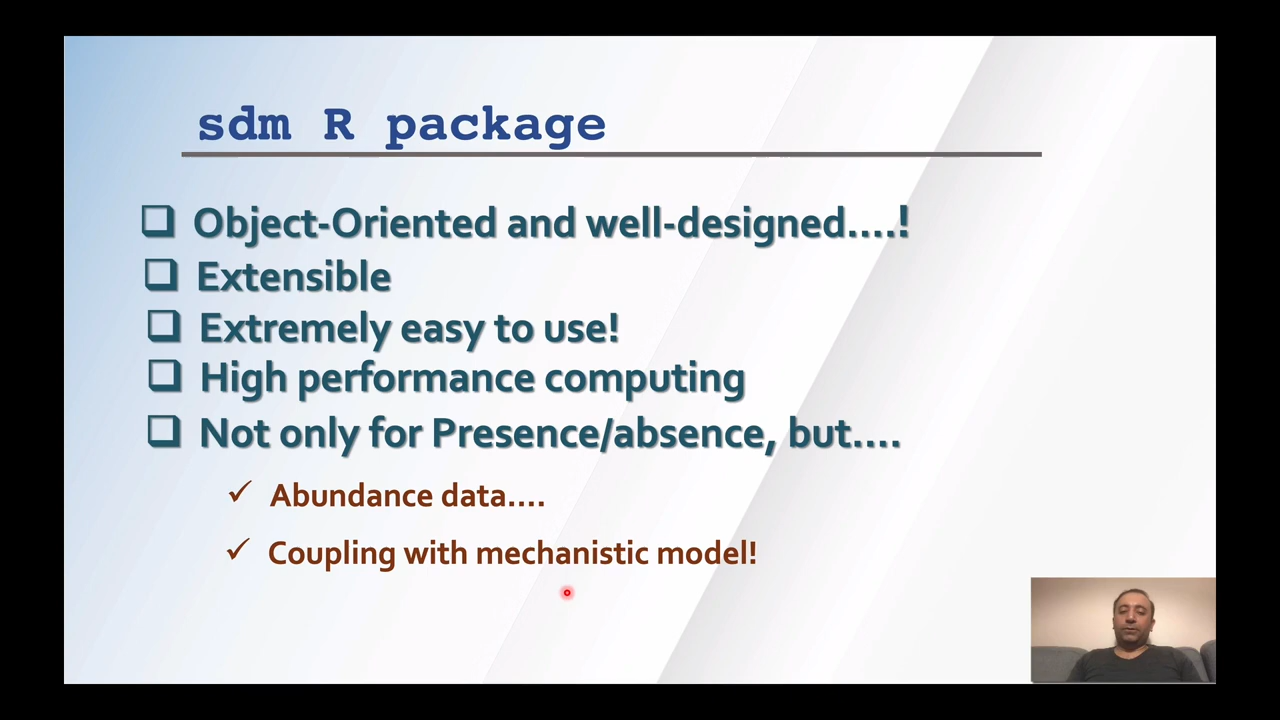 sdm R package
❑ Object-Oriented and well-designed....!
❑ Extensible
❑ Extremely easy to use!
❑ High performance computing
❑ Not only for Presence/absence, but....
✓ Abundance data....
✓ Coupling with mechanistic model!